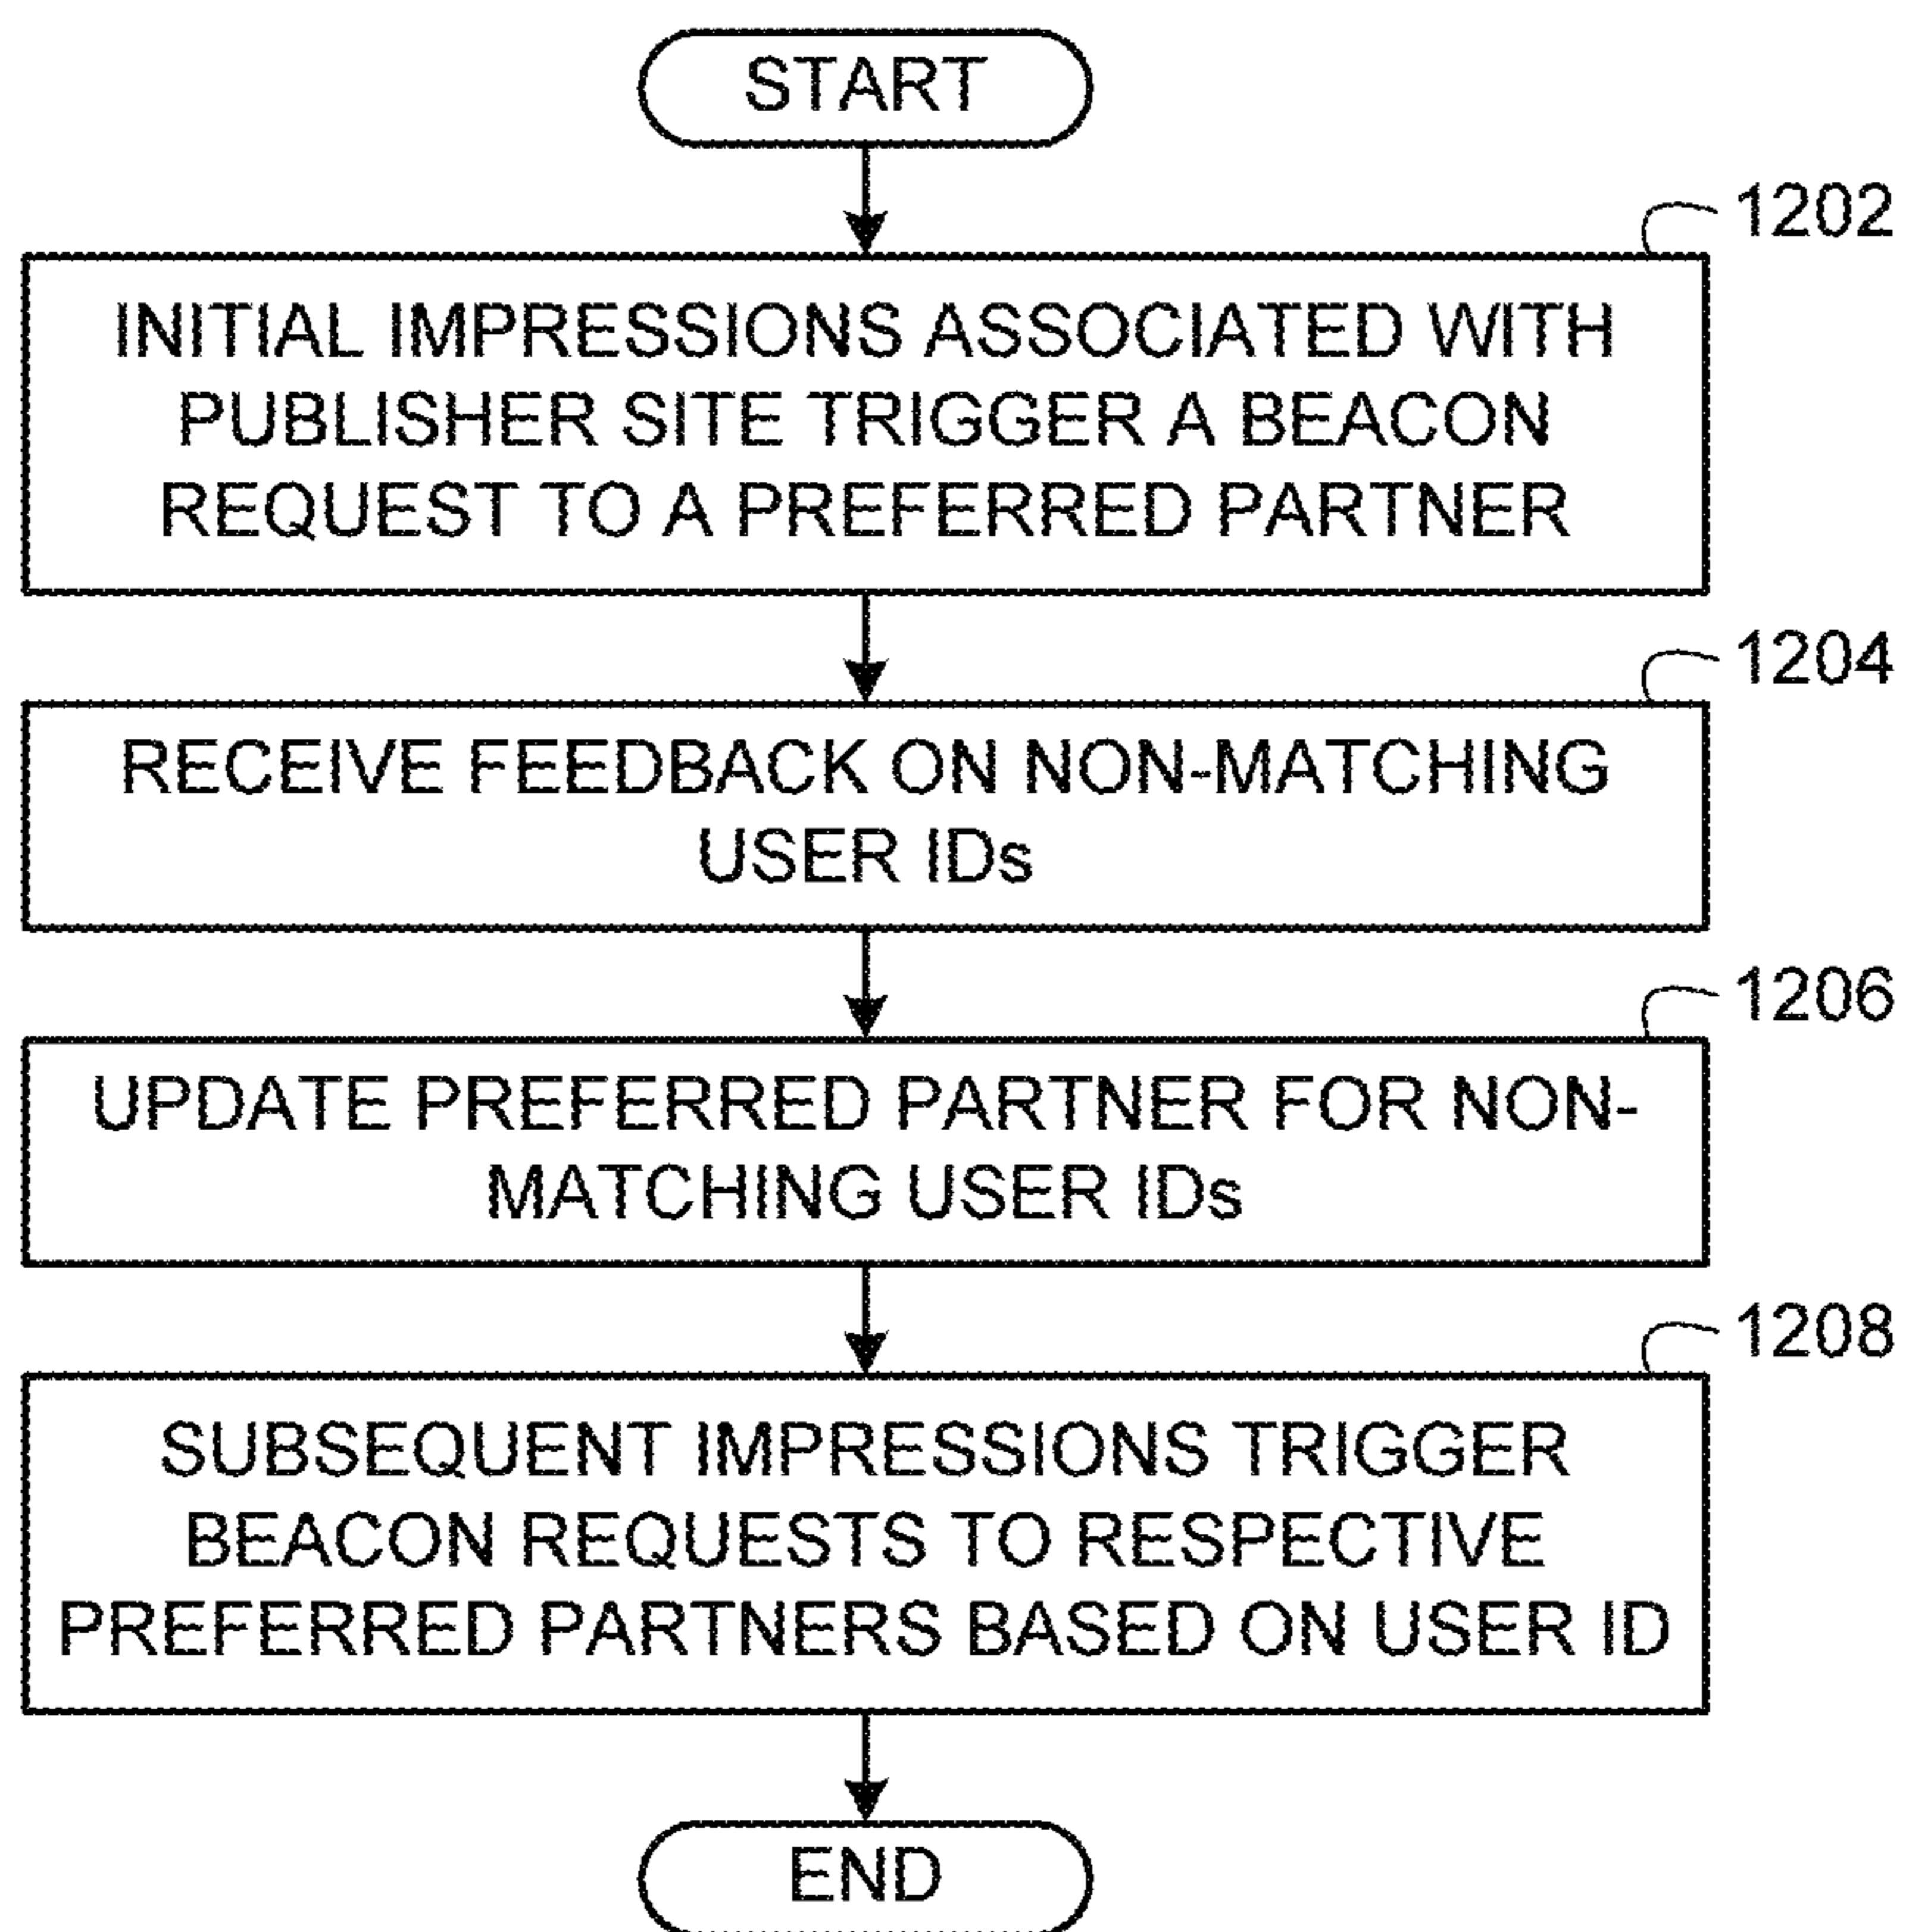 START
1202
INITIAL IMPRESSIONS ASSOCIATED WITH
PUBLISHER SITE TRIGGER A BEACON
REQUEST TO A PREFERRED PARTNER
1204
RECEIVE FEEDBACK ON NON-MATCHING
USER IDs
1206
UPDATE PREFERRED PARTNER FOR NON-
MATCHING USER IDs
1208
SUBSEQUENT IMPRESSIONS TRIGGER
BEACON REQUESTS TO RESPECTIVE
PREFERRED PARTNERS BASED ON USER ID
END